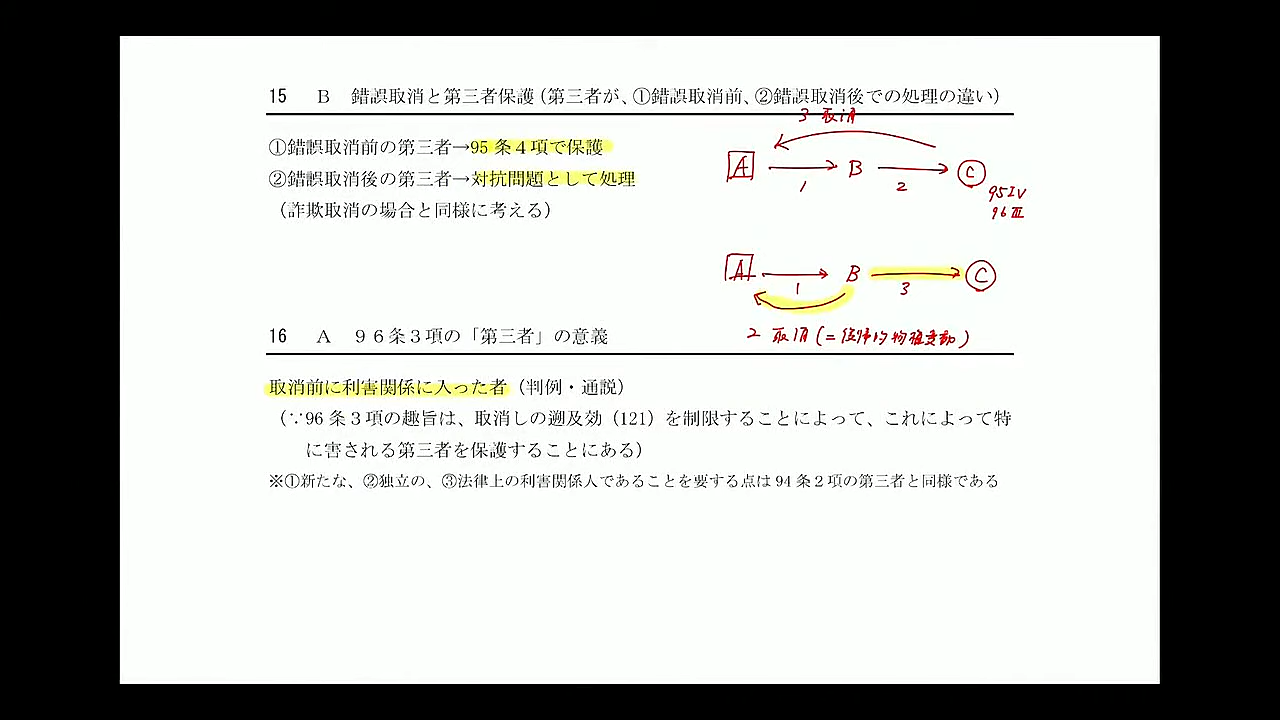 15 B 錯誤取消と第三者保護(第三者が、①錯誤取消前、②錯誤取消後での処理の違い)
①錯誤取消前の第三者→95条4項で保護
②錯誤取消後の第三者→対抗問題として処理
(詐欺取消の場合と同様に考える)
3 取消
A B C
1 2
95Ⅳ
96Ⅲ
A B C
1 3
2 取消(=復帰的物権変動)
16 A 96条3項の「第三者」の意義
取消前に利害関係に入った者(判例・通説)
(∵96条3項の趣旨は、取消しの遡及効(121)を制限することによって、これによって特
に害される第三者を保護することにある)
※①新たな、②独立の、③法律上の利害関係人であることを要する点は94条2項の第三者と同様である